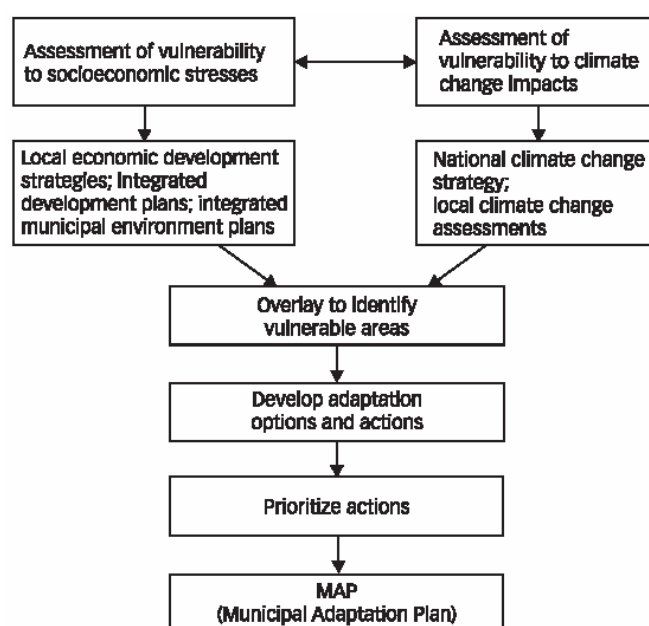 Assessment of vulnerability
to socioeconomic stresses
Assessment of
vulnerability to climate
change impacts
Local economic development
strategies; integrated
development plans; integrated
municipal environment plans
National climate change
strategy;
local climate change
assessments
Overlay to identify
vulnerable areas
Develop adaptation
options and actions
Prioritize actions
MAP
(Municipal Adaptation Plan)